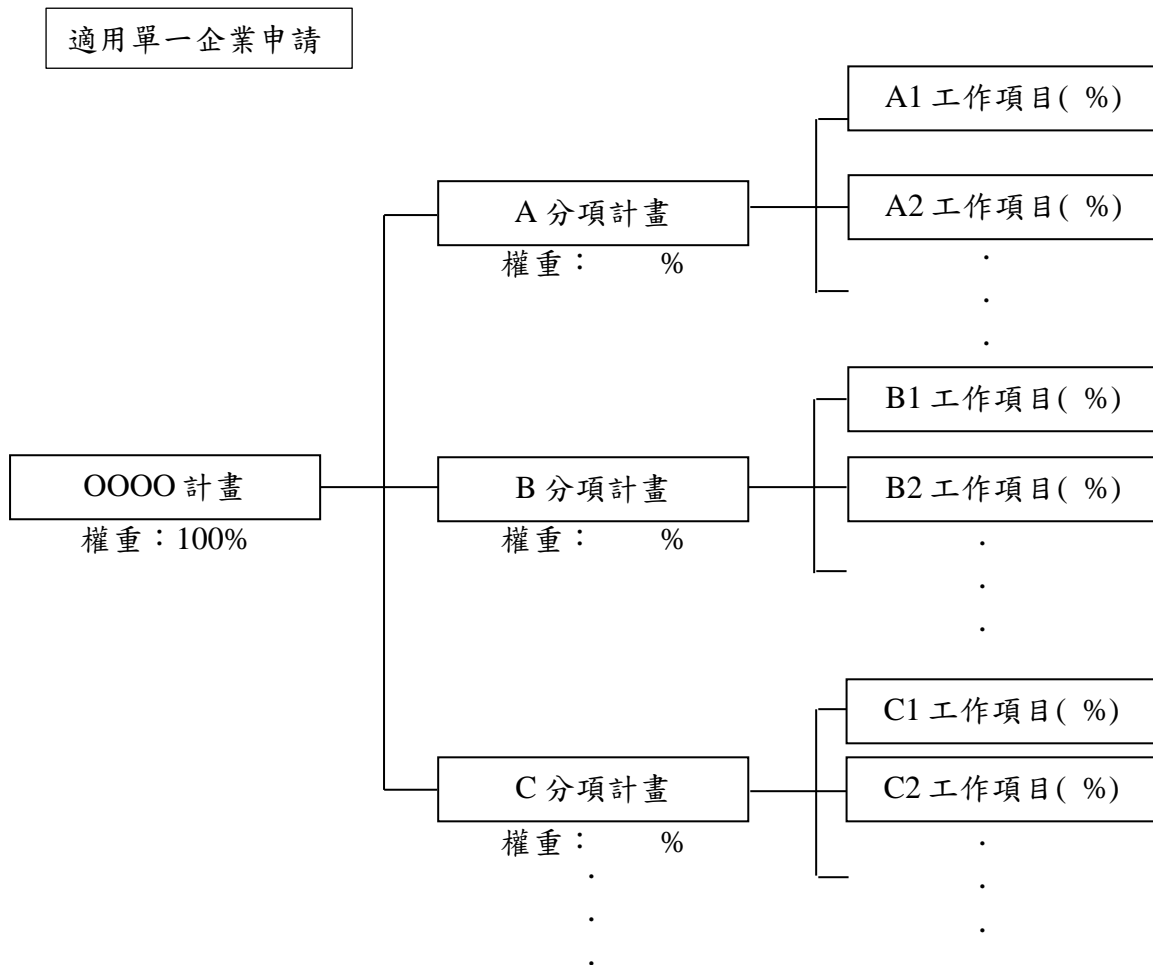 適用單一企業申請
A1 工作項目( %)
A 分項計畫
權重： %
A2 工作項目( %)
.
.
.
B1 工作項目( %)
OOOO 計畫
權重：100%
B 分項計畫
權重： %
B2 工作項目( %)
.
.
.
C1 工作項目( %)
C 分項計畫
權重： %
C2 工作項目( %)
.
.
.
.
.
.